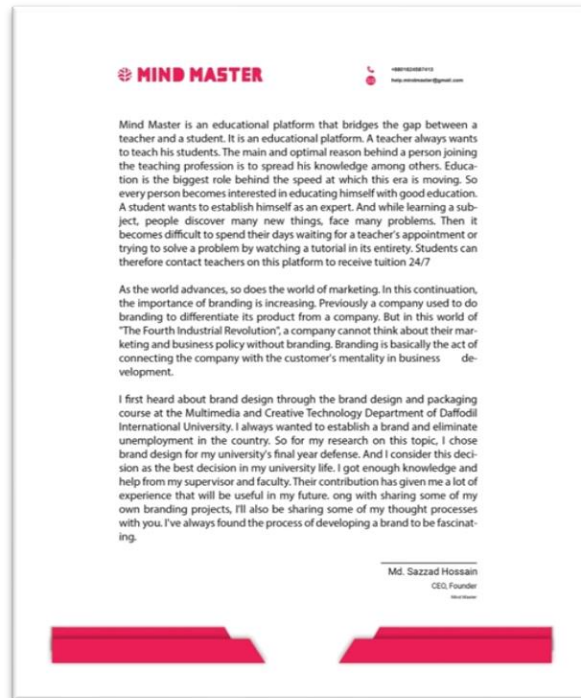 MIND MASTER
help.mindmaster@gmail.com
Mind Master is an educational platform that bridges the gap between a
teacher and a student. It is an educational platform. A teacher always wants
to teach his students. The main and optimal reason behind a person joining
the teaching profession is to spread his knowledge among others. Educa-
tion is the biggest role behind the speed at which this era is moving. So
every person becomes interested in educating himself with good education.
A student wants to establish himself as an expert. And while learning a sub-
ject, people discover many new things, face many problems. Then it
becomes difficult to spend their days waiting for a teacher's appointment or
trying to solve a problem by watching a tutorial in its entirety. Students can
therefore contact teachers on this platform to receive tuition 24/7
As the world advances, so does the world of marketing. In this continuation,
the importance of branding is increasing. Previously a company used to do
branding to differentiate its product from a company. But in this world of
"The Fourth Industrial Revolution", a company cannot think about their mar-
keting and business policy without branding. Branding is basically the act of
connecting the company with the customer's mentality in business de-
velopment.
I first heard about brand design through the brand design and packaging
course at the Multimedia and Creative Technology Department of Daffodil
International University. I always wanted to establish a brand and eliminate
unemployment in the country. So for my research on this topic, I chose
brand design for my university's final year defense. And I consider this deci-
sion as the best decision in my university life. I got enough knowledge and
help from my supervisor and faculty. Their contribution has given me a lot of
experience that will be useful in my future. ong with sharing some of my
own branding projects, I'll also be sharing some of my thought processes
with you. I've always found the process of developing a brand to be fascinat-
ing.
Md. Sazzad Hossain
CEO, Founder
Mind Master